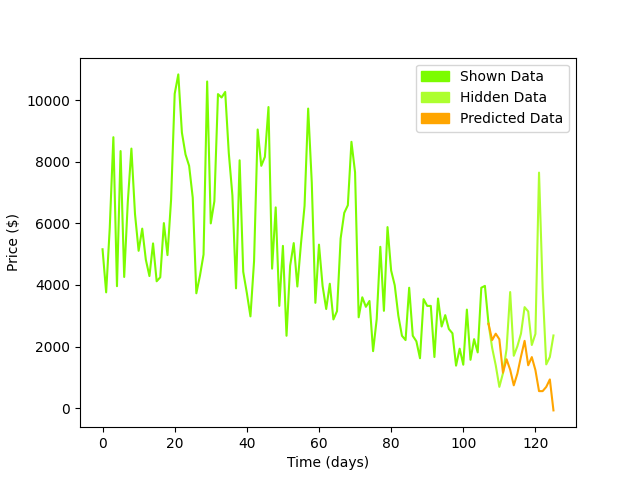 Shown Data
Hidden Data
Predicted Data
Price ($)
10000
8000
6000
4000
2000
0
0 20 40 60 80 100 120
Time (days)